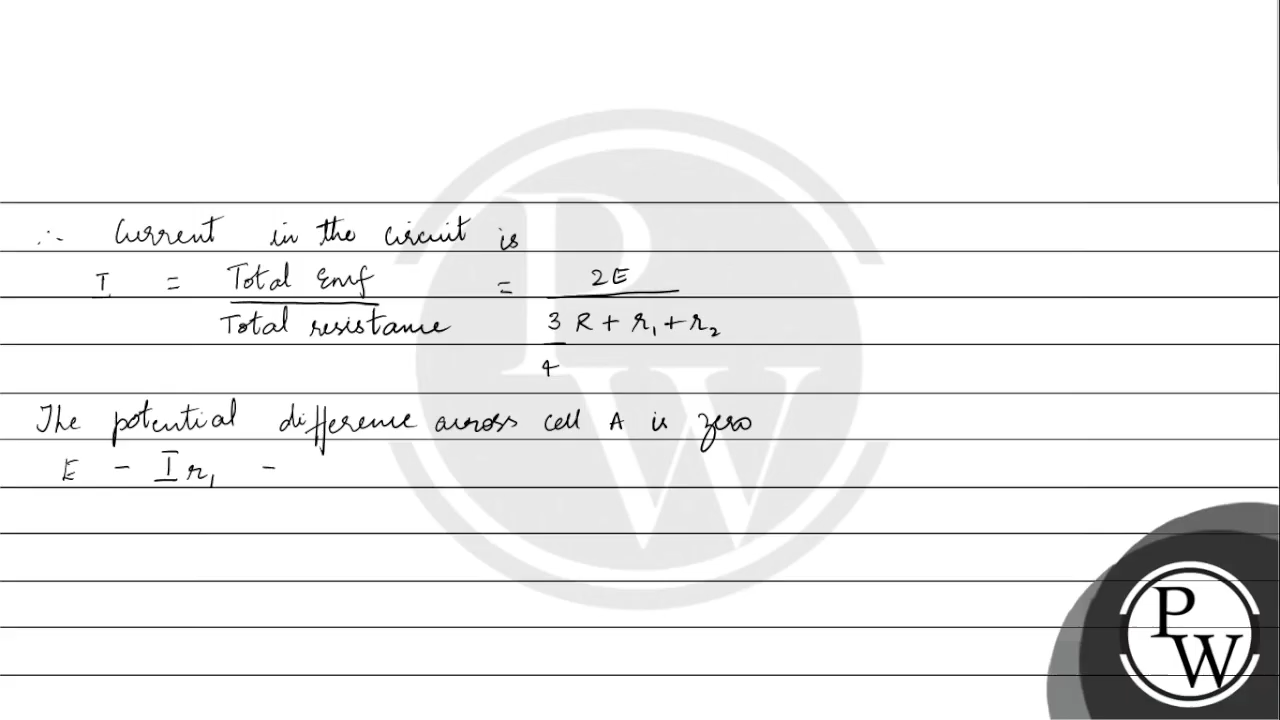 ∴ Current in the circuit is
I = Total Emf / Total resistance = 2E / (3/4 R + r₁ + r₂)
The potential difference across cell A is zero
E − I r₁ −
P
W
P
W